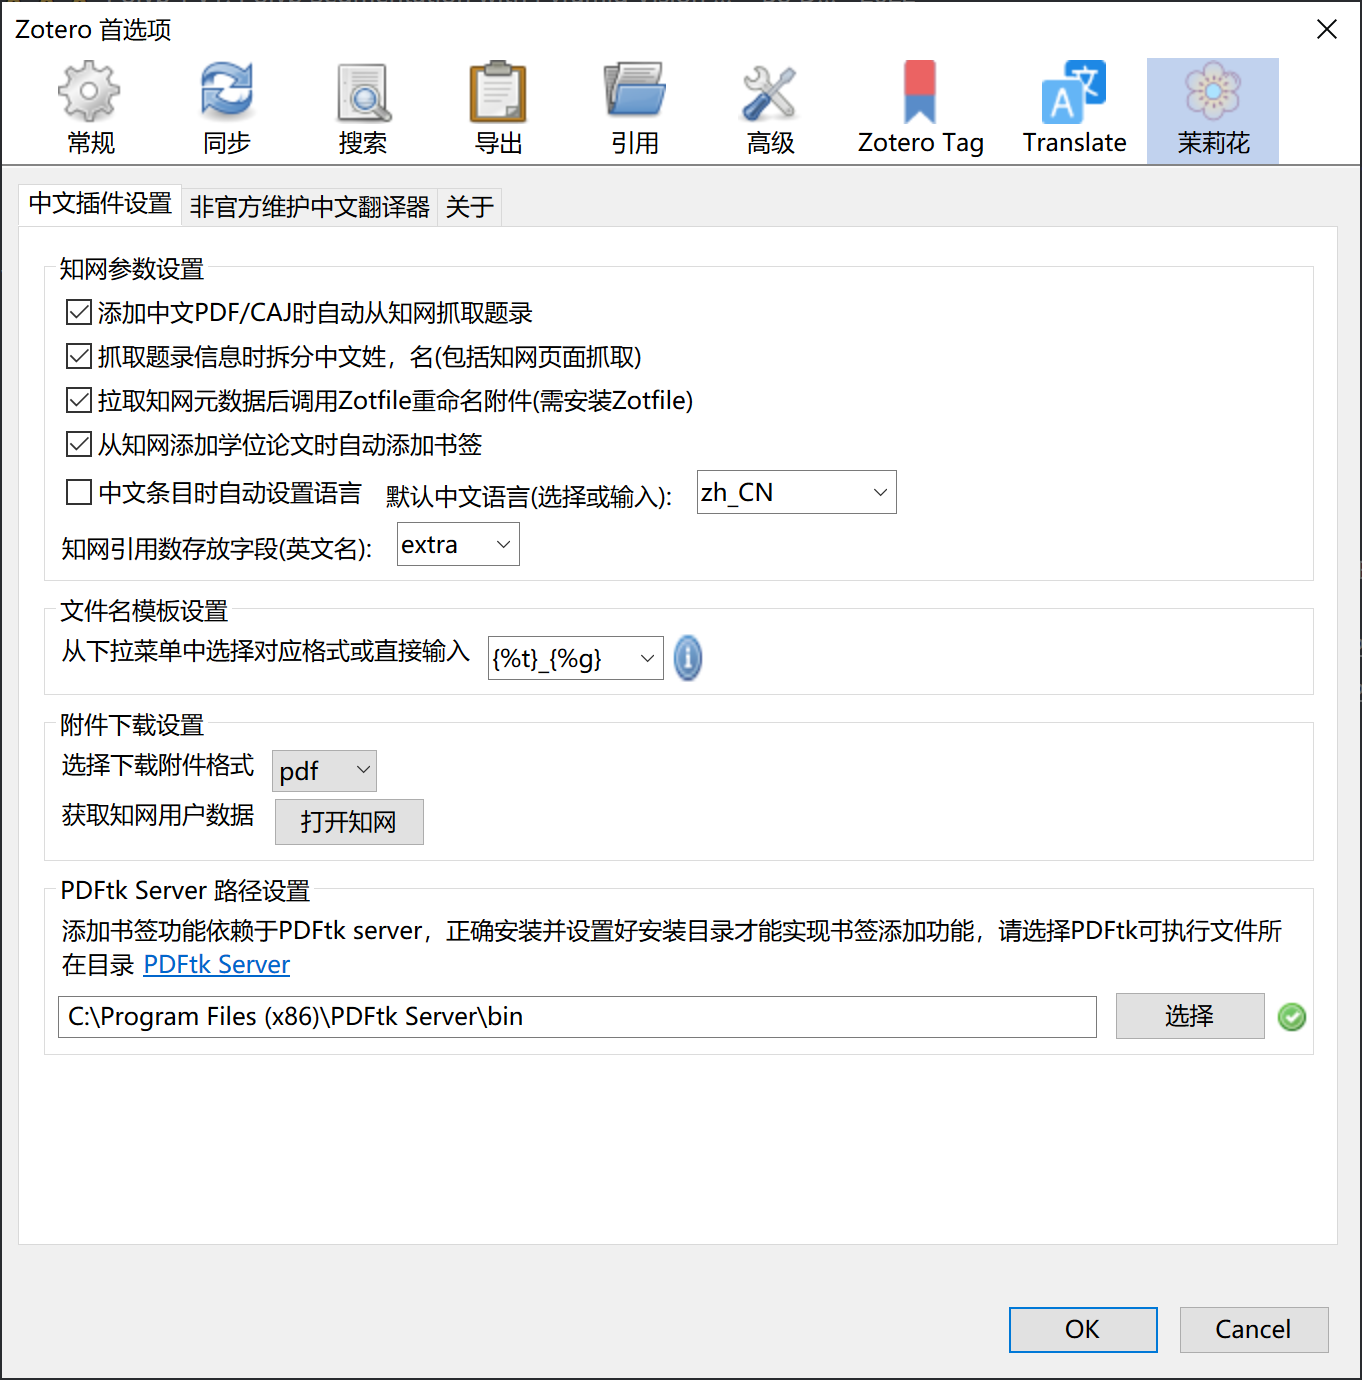 Zotero 首选项
常规
同步
搜索
导出
引用
高级
Zotero Tag
Translate
茉莉花
中文插件设置
非官方维护中文翻译器
关于
知网参数设置
添加中文PDF/CAJ时自动从知网抓取题录
抓取题录信息时拆分中文姓，名(包括知网页面抓取)
拉取知网元数据后调用Zotfile重命名附件(需安装Zotfile)
从知网添加学位论文时自动添加书签
中文条目时自动设置语言 默认中文语言(选择或输入): zh_CN
知网引用数存放字段(英文名): extra
文件名模板设置
从下拉菜单中选择对应格式或直接输入 {%t}_{%g}
附件下载设置
选择下载附件格式 pdf
获取知网用户数据 打开知网
PDFtk Server 路径设置
添加书签功能依赖于PDFtk server，正确安装并设置好安装目录才能实现书签添加功能，请选择PDFtk可执行文件所
在目录 PDFtk Server
C:\Program Files (x86)\PDFtk Server\bin 选择
OK Cancel